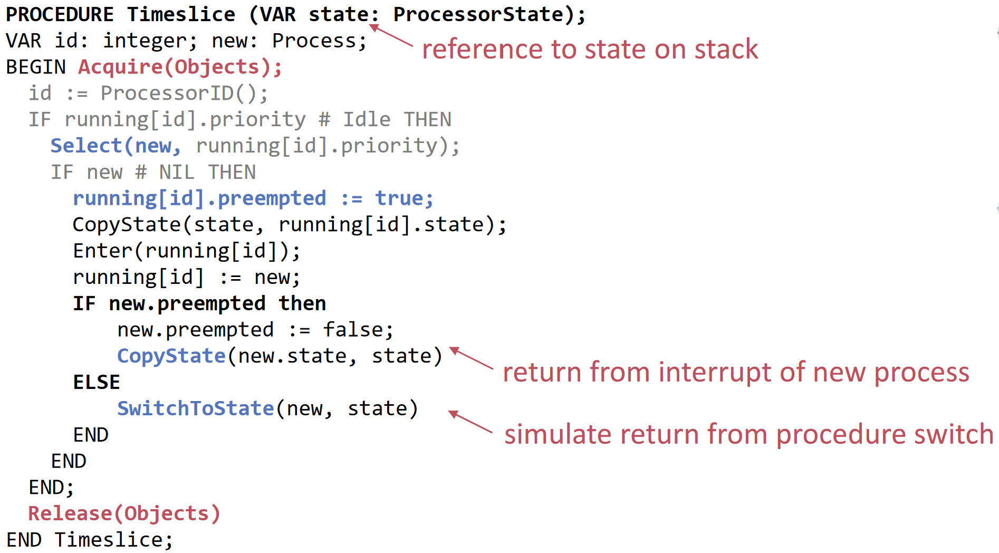 PROCEDURE Timeslice (VAR state: ProcessorState);
VAR id: integer; new: Process;
reference to state on stack
BEGIN Acquire(Objects);
id := ProcessorID();
IF running[id].priority # Idle THEN
Select(new, running[id].priority);
IF new # NIL THEN
running[id].preempted := true;
CopyState(state, running[id].state);
Enter(running[id]);
running[id] := new;
IF new.preempted then
new.preempted := false;
CopyState(new.state, state)
return from interrupt of new process
ELSE
SwitchToState(new, state)
simulate return from procedure switch
END
END
END;
Release(Objects)
END Timeslice;